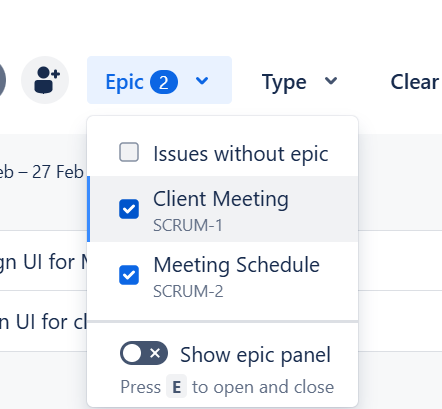 Epic 2 Type Clear
Issues without epic
eb – 27 Feb
Client Meeting
SCRUM-1
gn UI for M
Meeting Schedule
SCRUM-2
n UI for cl
Show epic panel
Press E to open and close